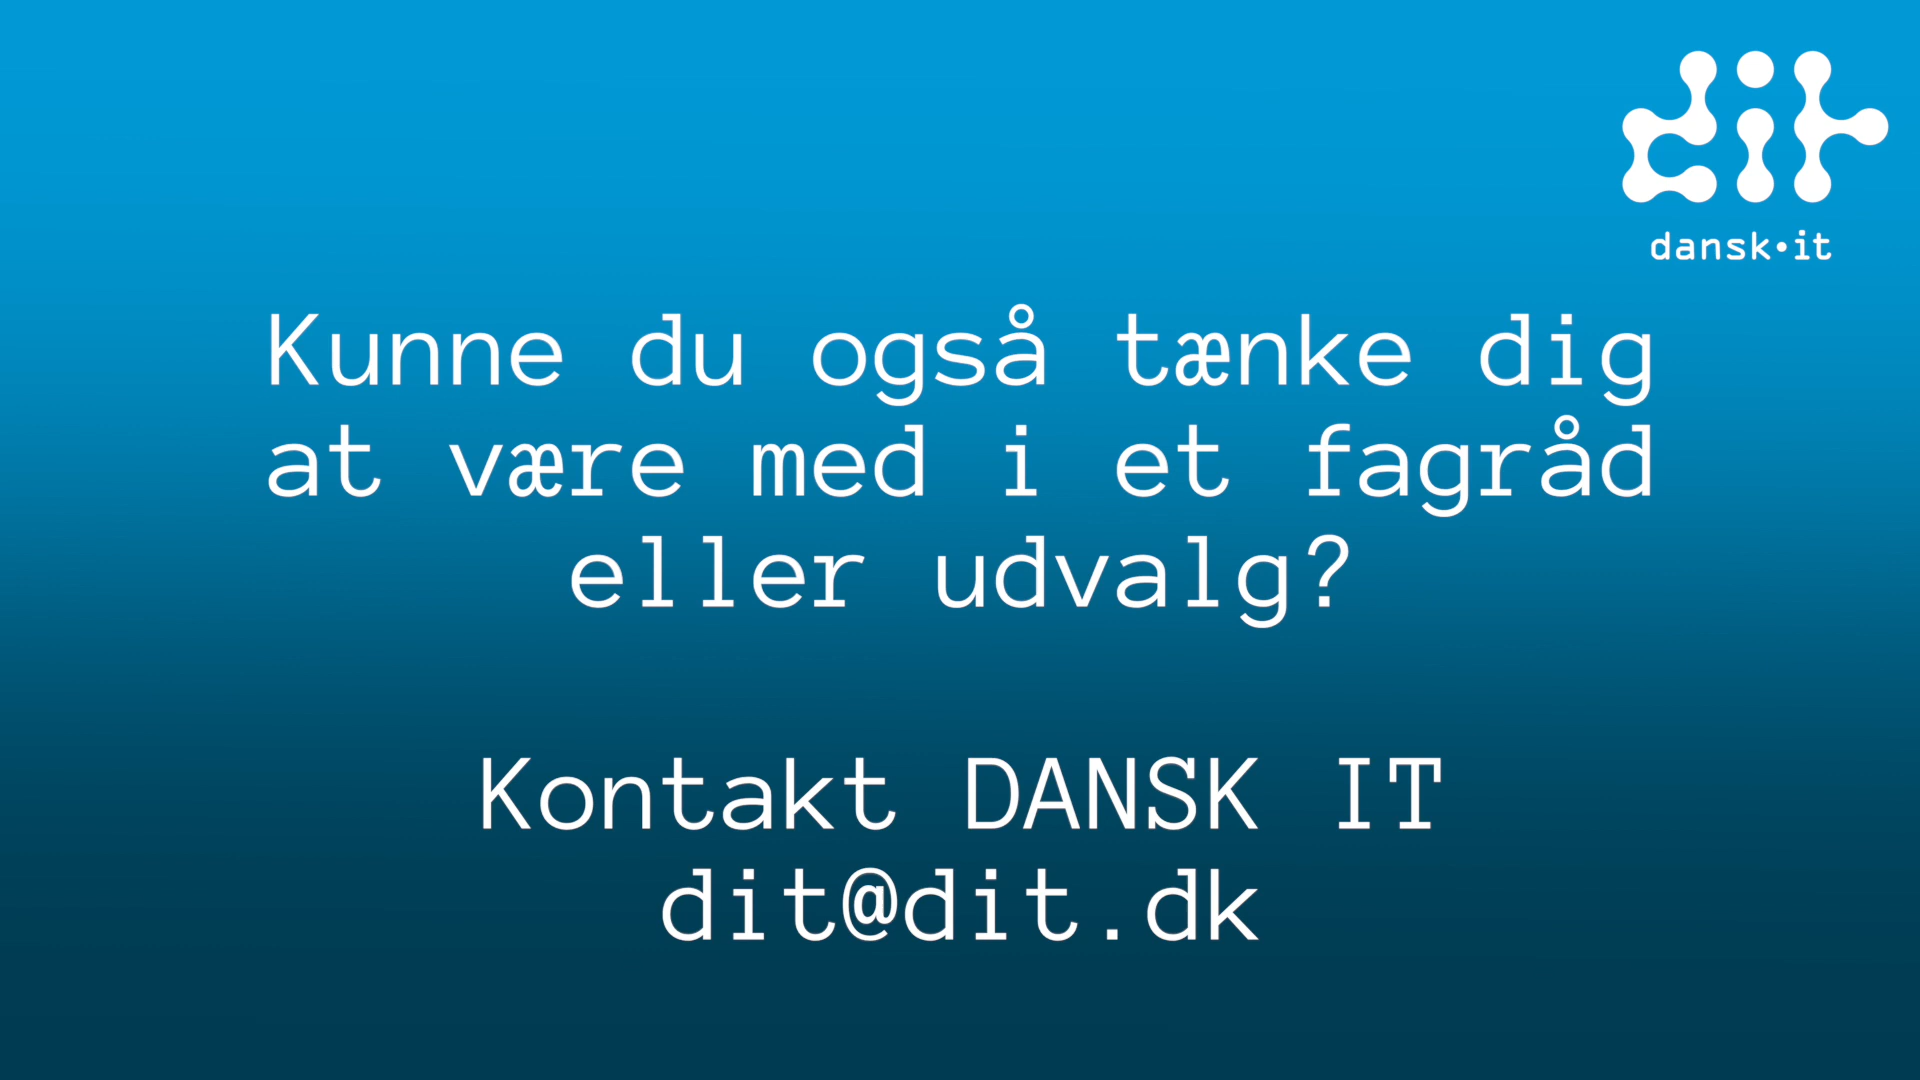 dit
dansk•it
Kunne du også tænke dig
at være med i et fagråd
eller udvalg?
Kontakt DANSK IT
dit@dit.dk